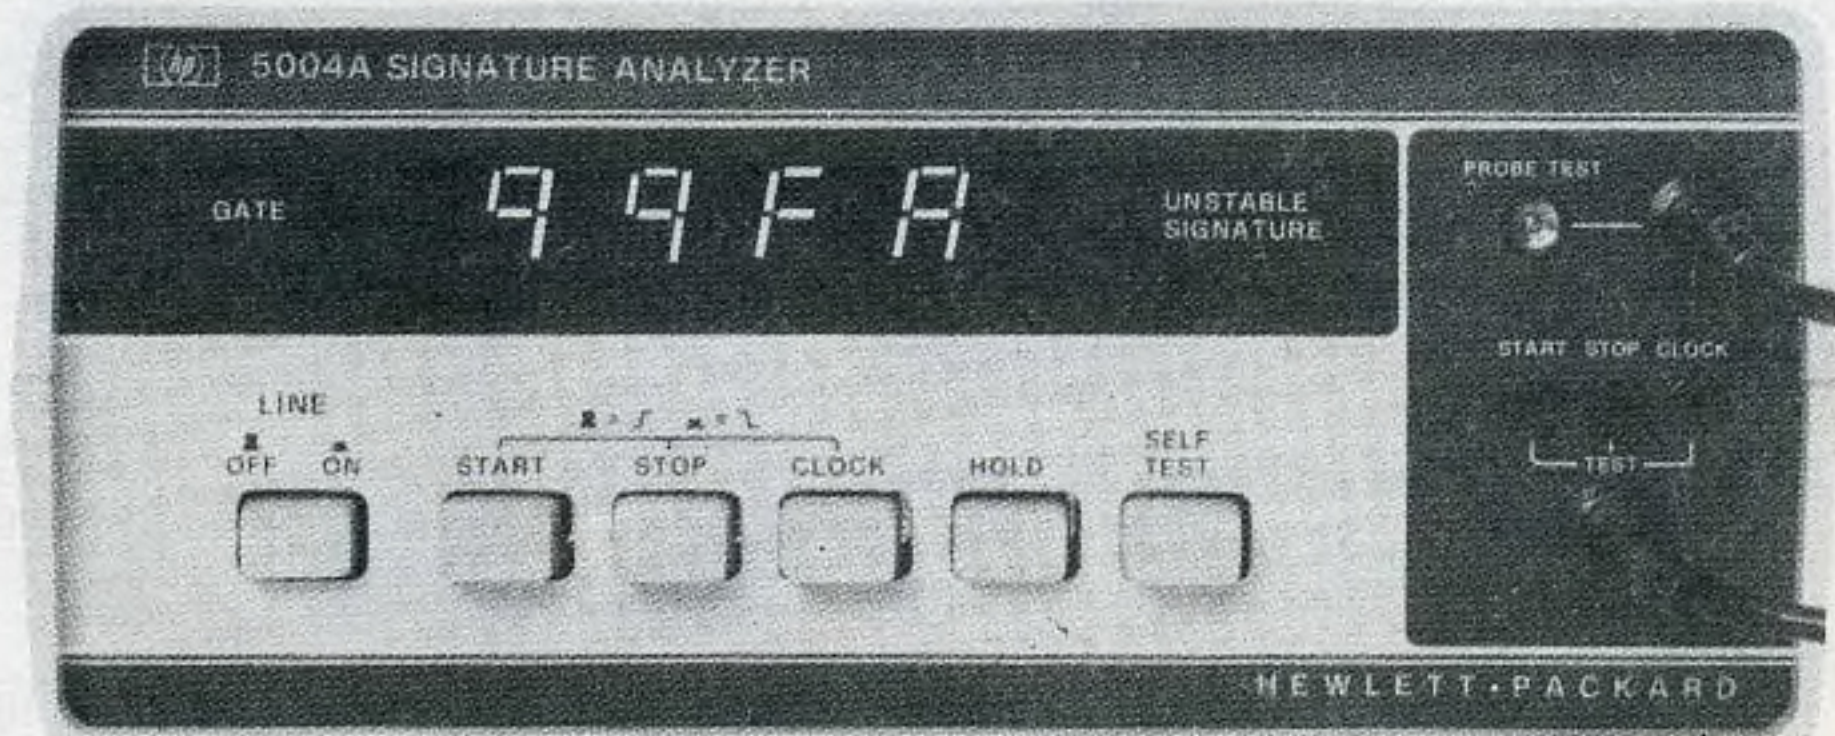 hp 5004A SIGNATURE ANALYZER
GATE
99FA
UNSTABLE
SIGNATURE
PROBE TEST
START STOP CLOCK
TEST
LINE
OFF ON
START STOP CLOCK
HOLD
SELF
TEST
HEWLETT·PACKARD